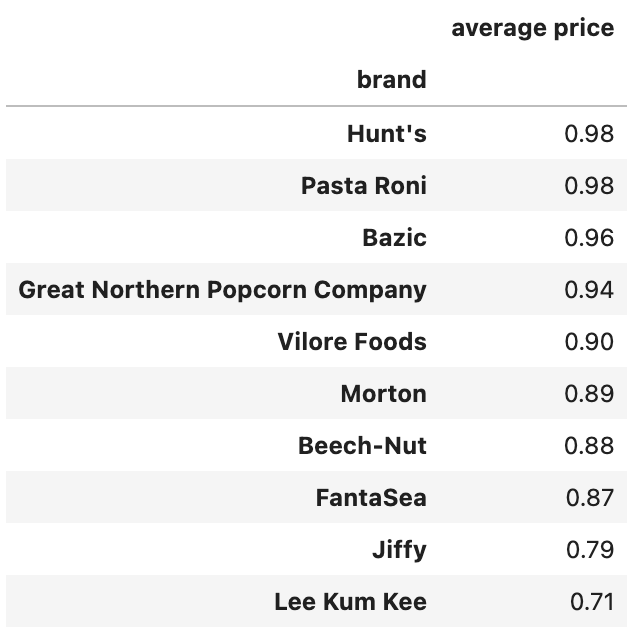 average price
brand
Hunt's 0.98
Pasta Roni 0.98
Bazic 0.96
Great Northern Popcorn Company 0.94
Vilore Foods 0.90
Morton 0.89
Beech-Nut 0.88
FantaSea 0.87
Jiffy 0.79
Lee Kum Kee 0.71